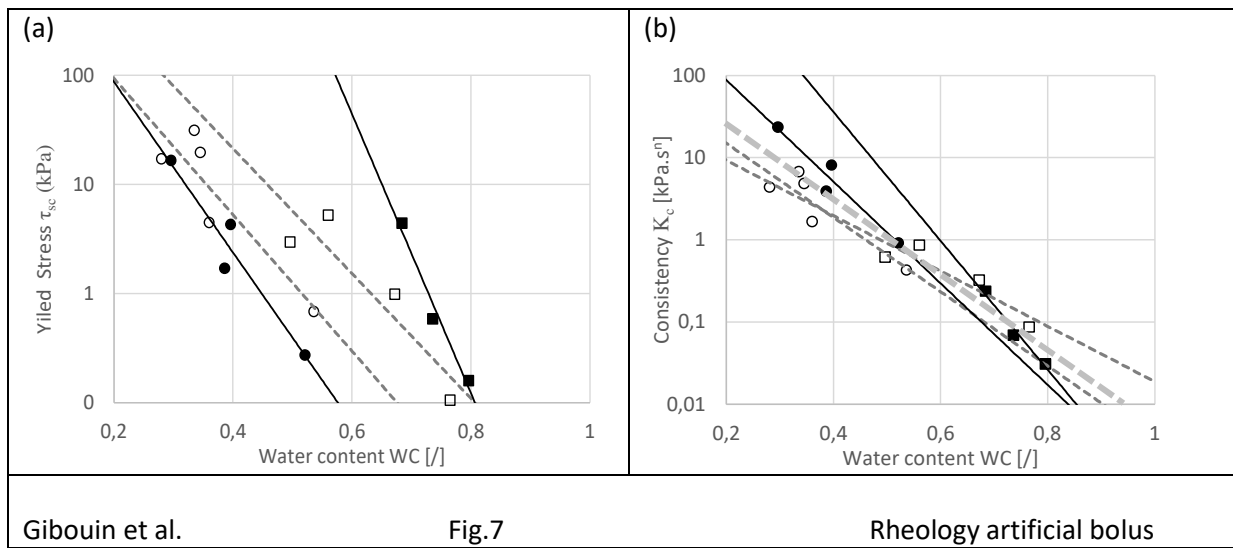 (a)
100
10
1
0
0,2 0,4 0,6 0,8 1
Yiled Stress τsc (kPa)
Water content WC [/]
(b)
100
10
1
0,1
0,01
0,2 0,4 0,6 0,8 1
Consistency Kc [kPa.sⁿ]
Water content WC [/]
Gibouin et al. Fig.7 Rheology artificial bolus